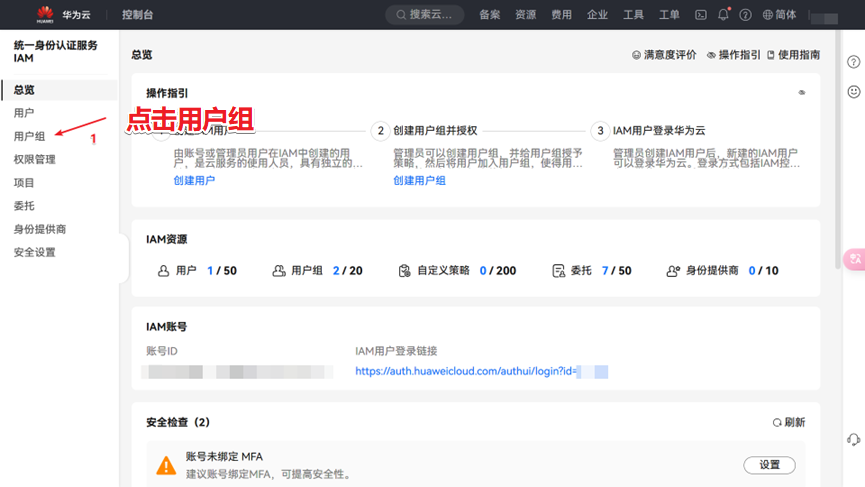 HUAWEI 华为云 控制台 搜索云... 备案 资源 费用 企业 工具 工单 简体
统一身份认证服务
IAM
总览
用户
用户组
权限管理
项目
委托
身份提供商
安全设置
1
点击用户组
总览 满意度评价 操作指引 使用指南
操作指引
创建IAM用户
由账号或管理员用户在IAM中创建的用
户，是云服务的使用人员，具有独立的...
创建用户
2 创建用户组并授权
管理员可以创建用户组，并给用户组授予
策略，然后将用户加入用户组，使得用...
创建用户组
3 IAM用户登录华为云
管理员创建IAM用户后，新建的IAM用户
可以登录华为云。登录方式包括IAM控...
IAM资源
用户 1 / 50 用户组 2 / 20 自定义策略 0 / 200 委托 7 / 50 身份提供商 0 / 10
IAM账号
账号ID
IAM用户登录链接
https://auth.huaweicloud.com/authui/login?id=
安全检查（2） 刷新
账号未绑定 MFA
建议账号绑定MFA，可提高安全性。
设置